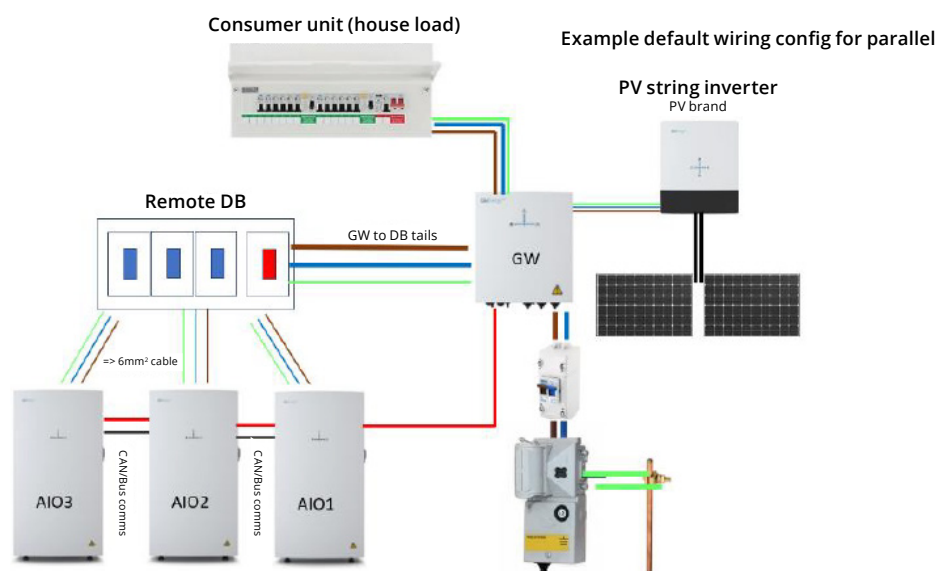 Consumer unit (house load)
Example default wiring config for parallel
PV string inverter
PV brand
Remote DB
GW to DB tails
GW
=> 6mm² cable
CAN/Bus comms
CAN/Bus comms
AIO3
AIO2
AIO1